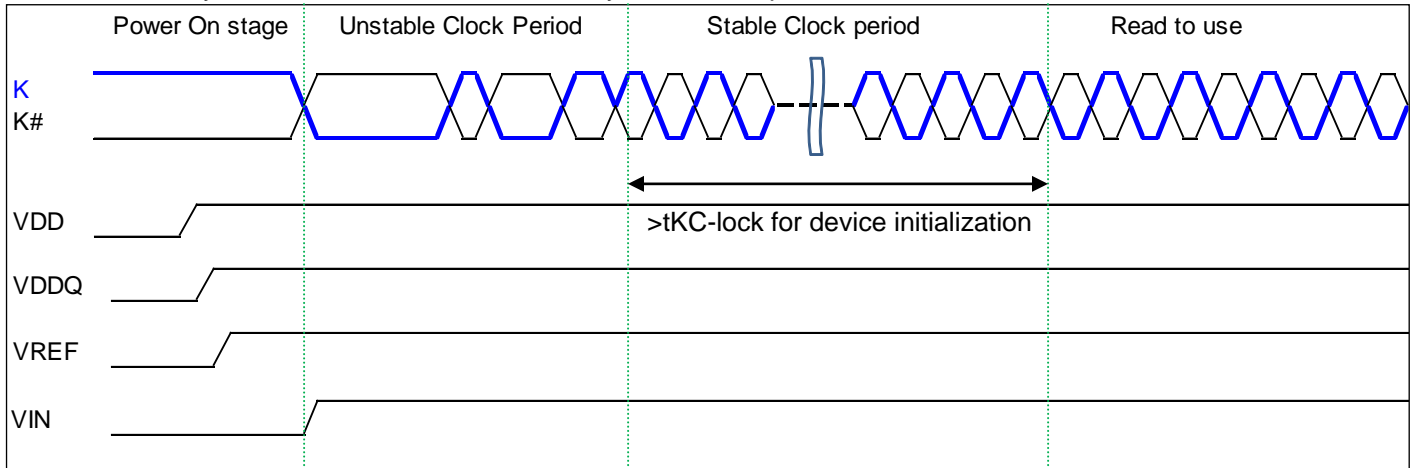 Power On stage
Unstable Clock Period
Stable Clock period
Read to use
K
K#
VDD
>tKC-lock for device initialization
VDDQ
VREF
VIN